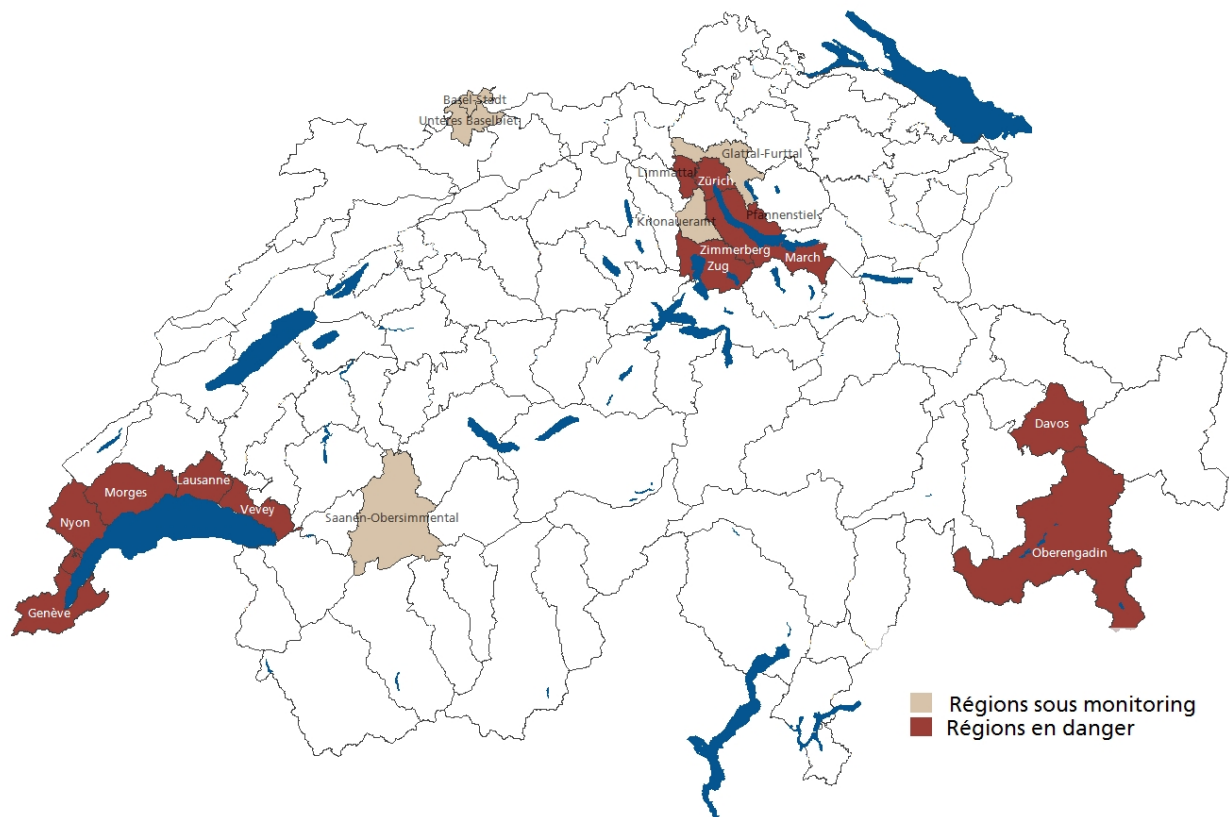 Basel-Stadt
Unteres Baselbiet
Glattal-Furttal
Limmattal
Zürich
Knonaueramt
Pfannenstiel
Zimmerberg
March
Zug
Davos
Lausanne
Morges
Vevey
Nyon
Saanen-Obersimmental
Oberengadin
Genève
Régions sous monitoring
Régions en danger